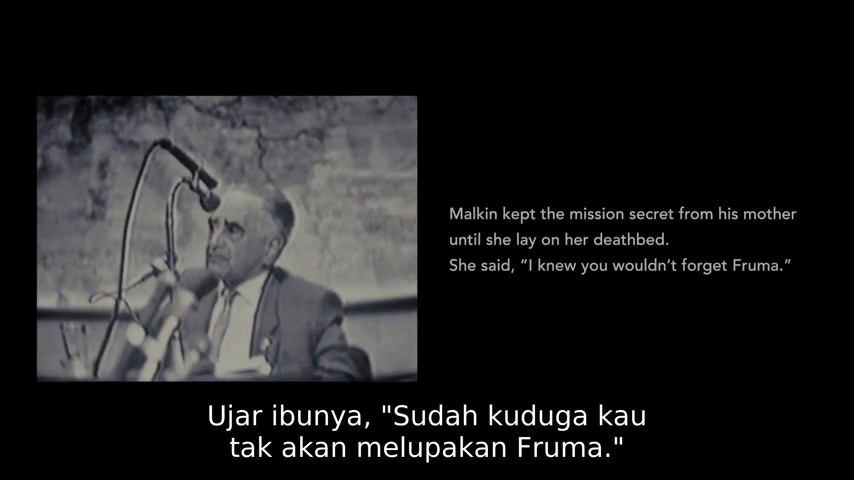 Malkin kept the mission secret from his mother
until she lay on her deathbed.
She said, “I knew you wouldn’t forget Fruma.”
Ujar ibunya, "Sudah kuduga kau
tak akan melupakan Fruma."